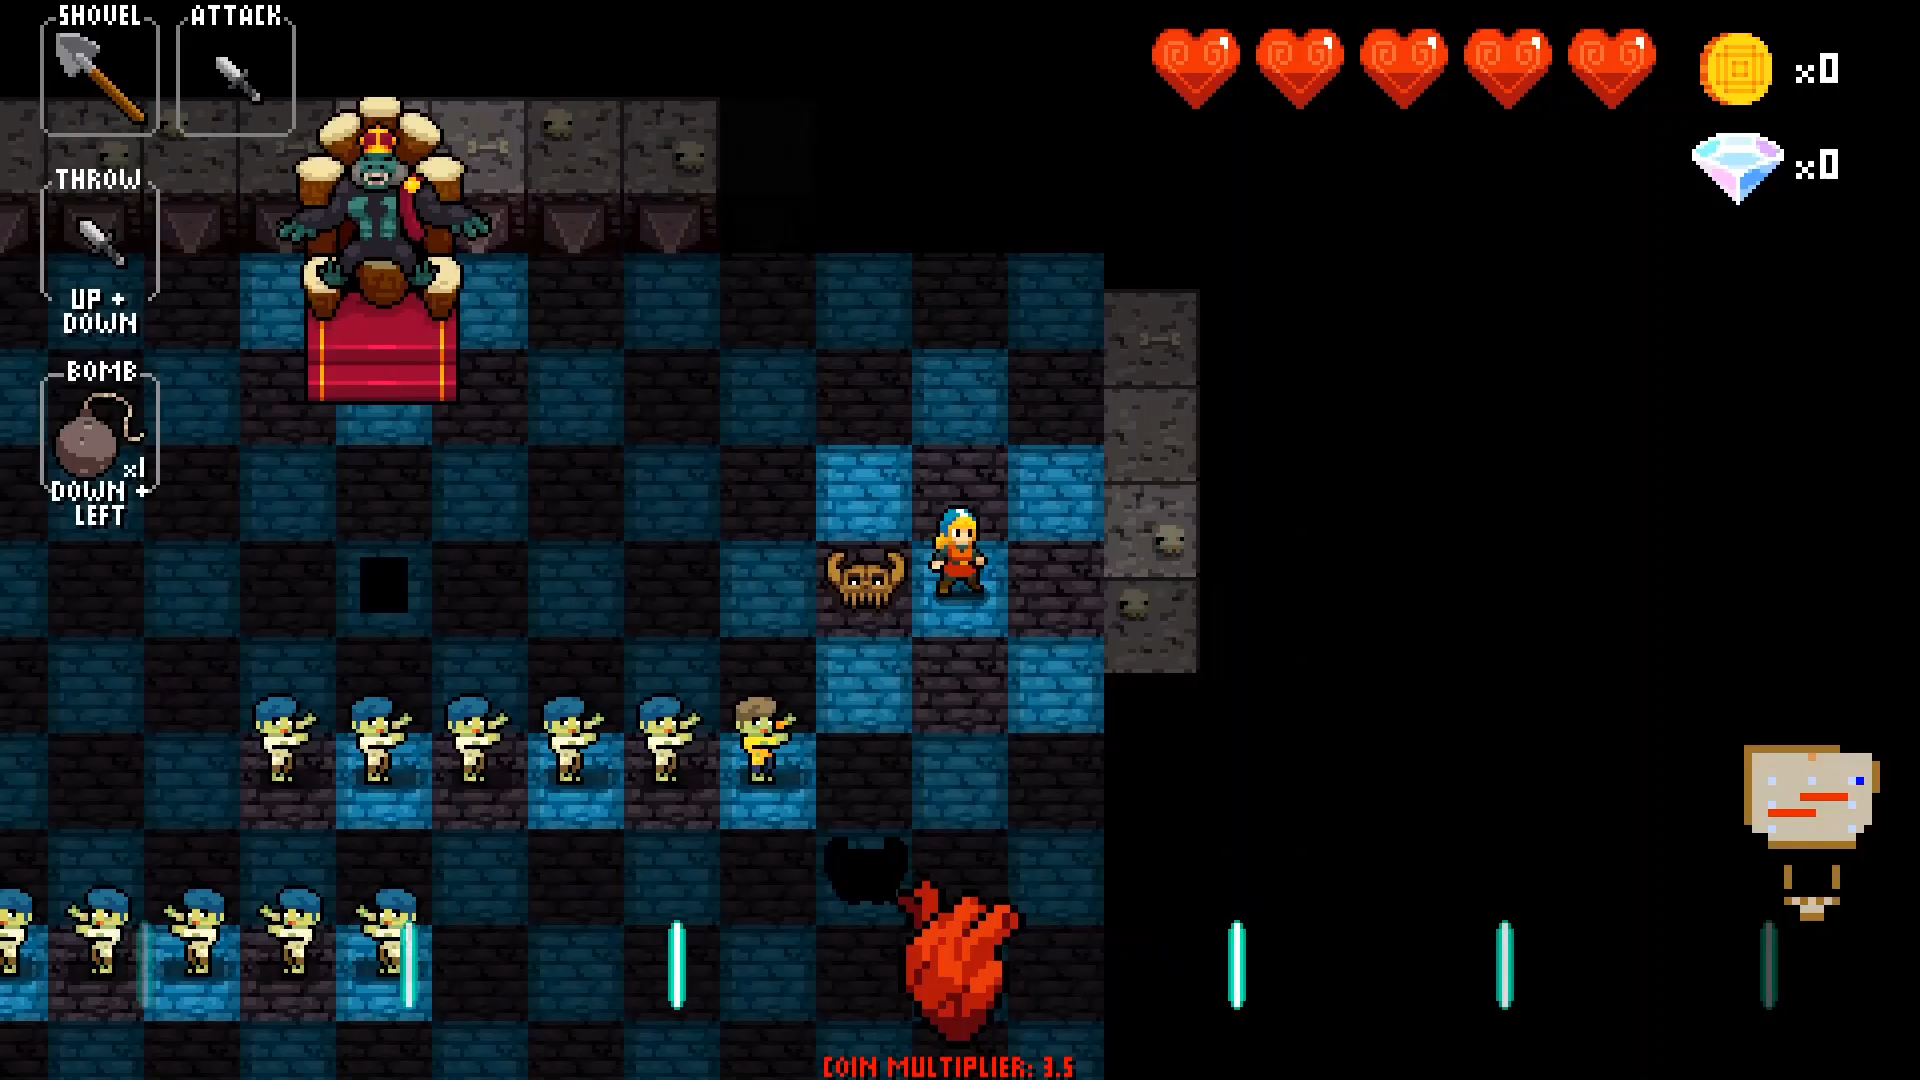 SHOVEL
ATTACK
x0
x0
THROW
UP +
DOWN
BOMB
x1
DOWN +
LEFT
COIN MULTIPLIER: 3.5